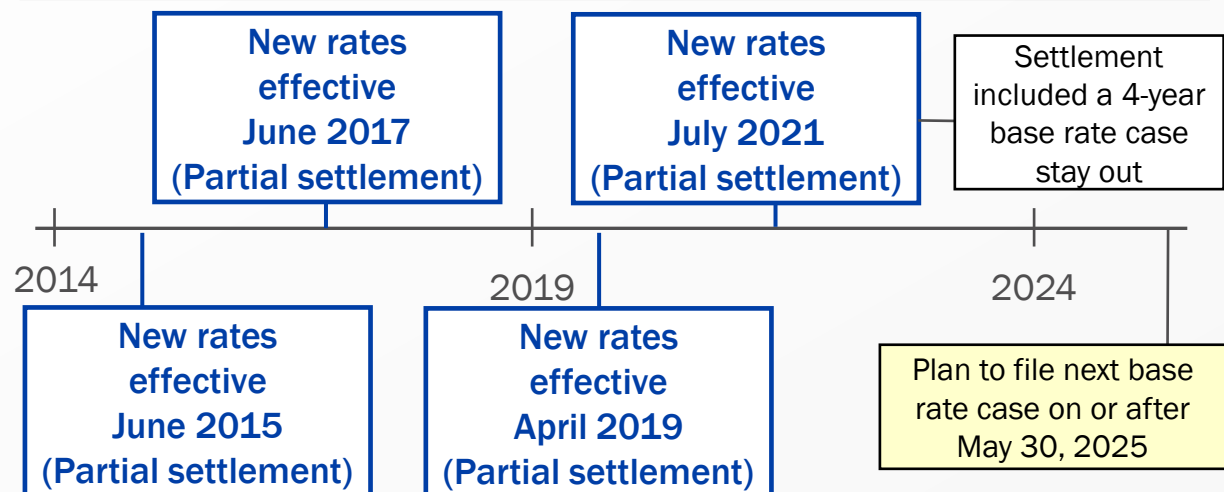 New rates
effective
June 2017
(Partial settlement)
New rates
effective
July 2021
(Partial settlement)
Settlement
included a 4-year
base rate case
stay out
2014
2019
2024
New rates
effective
June 2015
(Partial settlement)
New rates
effective
April 2019
(Partial settlement)
Plan to file next base
rate case on or after
May 30, 2025